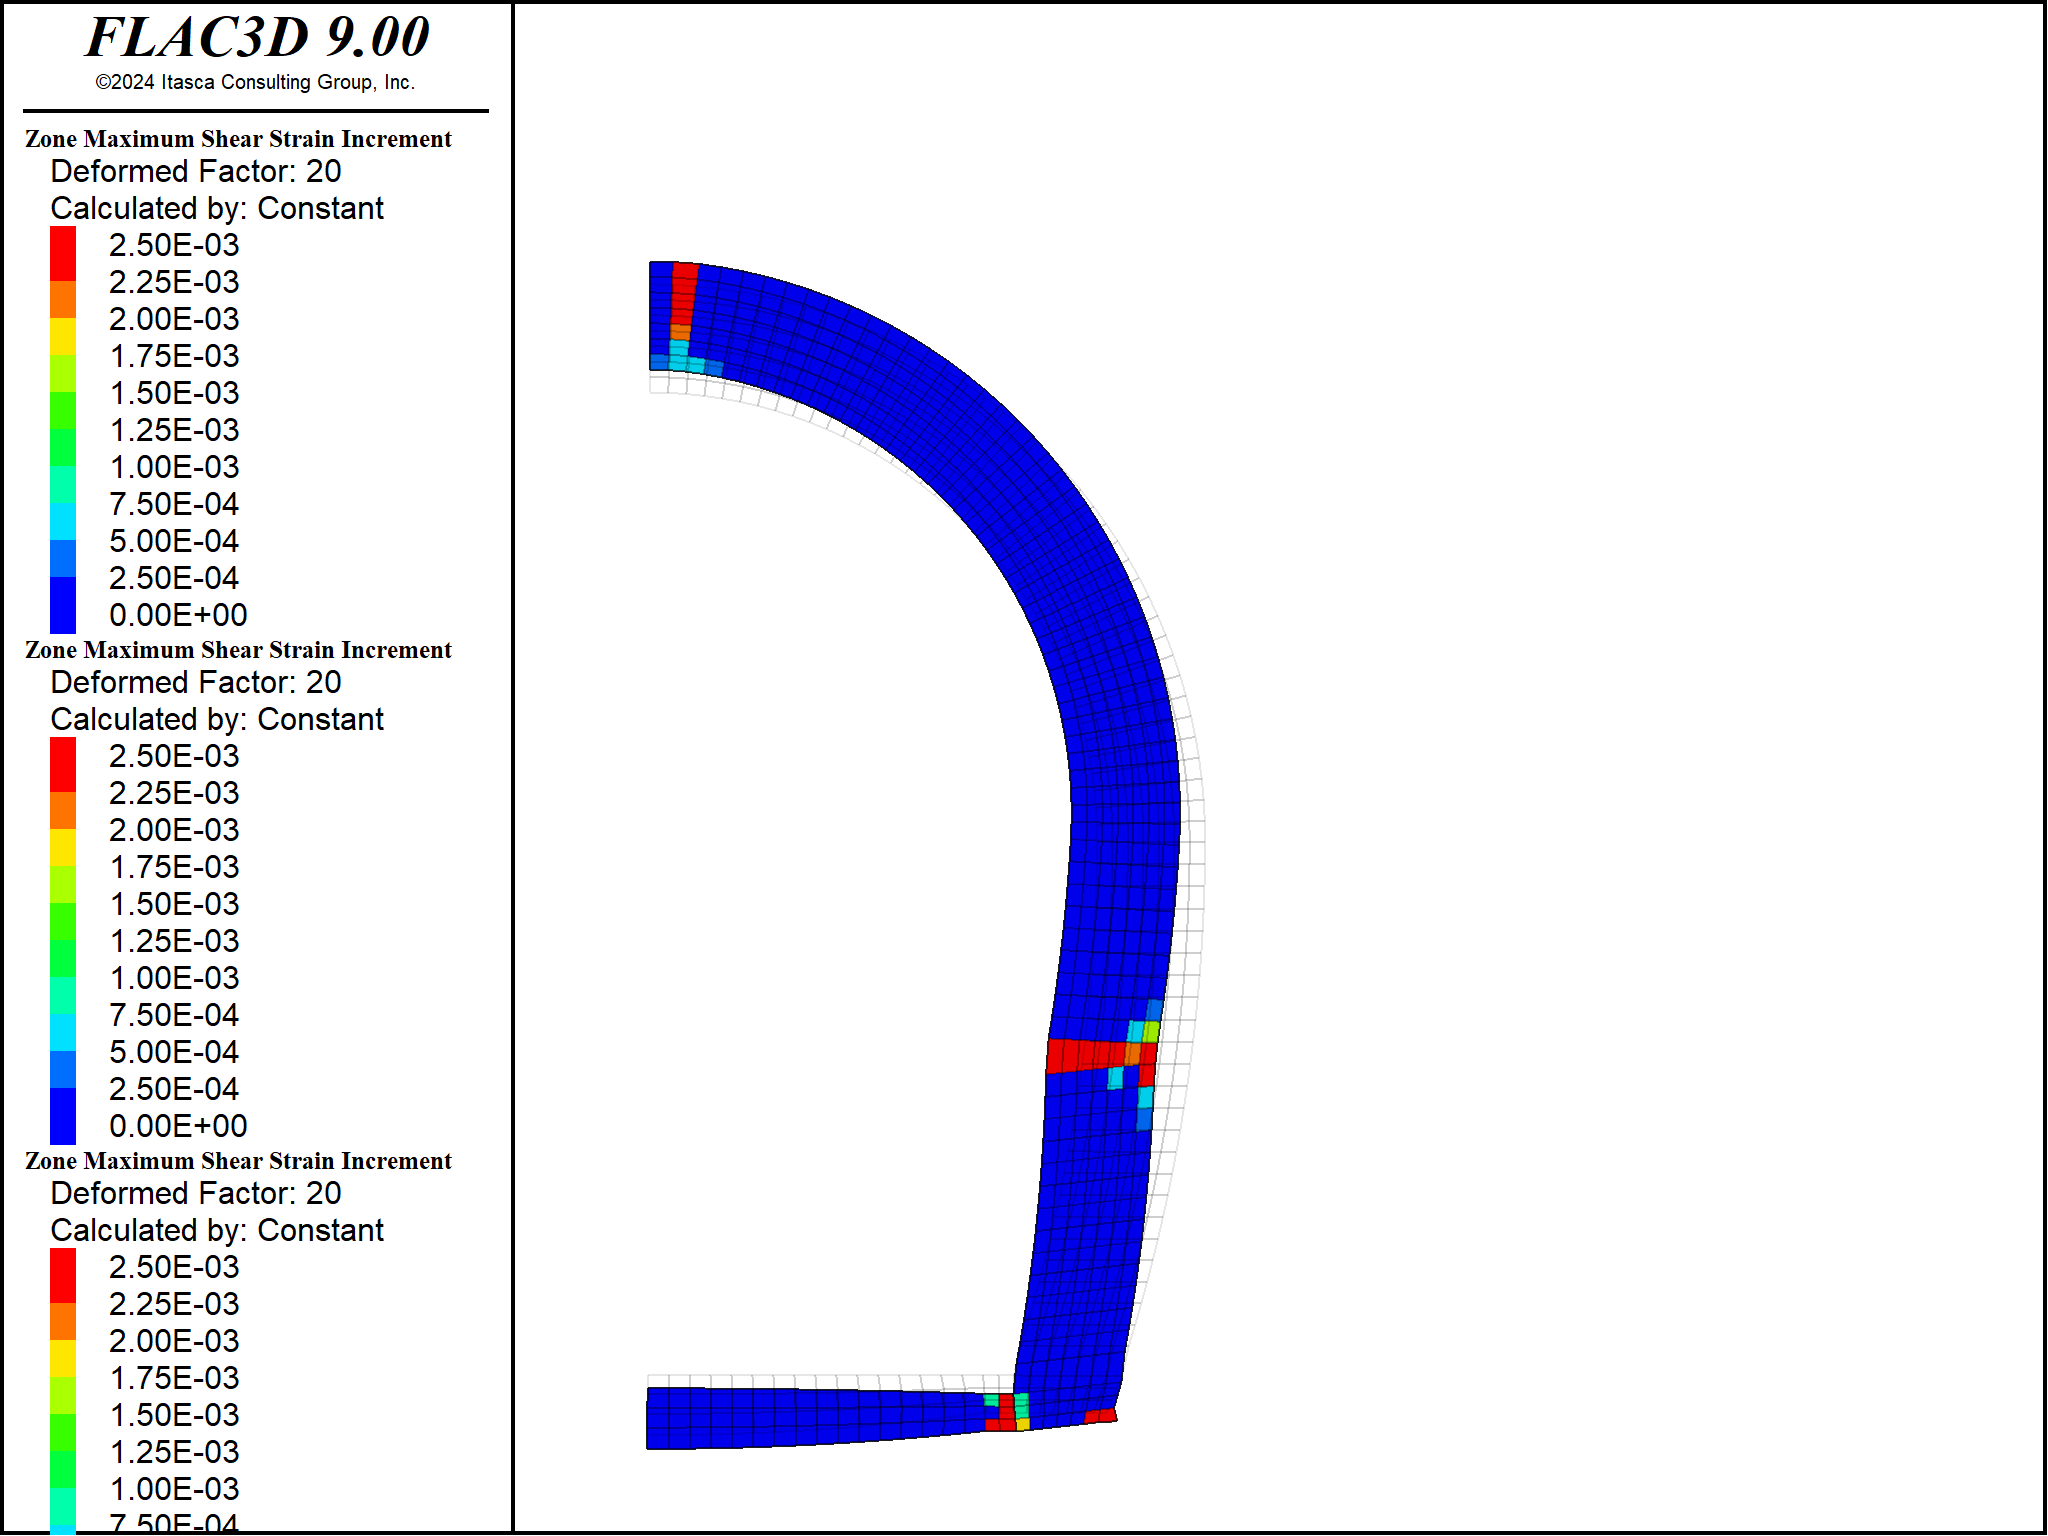 FLAC3D 9.00
©2024 Itasca Consulting Group, Inc.
Zone Maximum Shear Strain Increment
Deformed Factor: 20
Calculated by: Constant
2.50E-03
2.25E-03
2.00E-03
1.75E-03
1.50E-03
1.25E-03
1.00E-03
7.50E-04
5.00E-04
2.50E-04
0.00E+00
Zone Maximum Shear Strain Increment
Deformed Factor: 20
Calculated by: Constant
2.50E-03
2.25E-03
2.00E-03
1.75E-03
1.50E-03
1.25E-03
1.00E-03
7.50E-04
5.00E-04
2.50E-04
0.00E+00
Zone Maximum Shear Strain Increment
Deformed Factor: 20
Calculated by: Constant
2.50E-03
2.25E-03
2.00E-03
1.75E-03
1.50E-03
1.25E-03
1.00E-03
7.50E-04